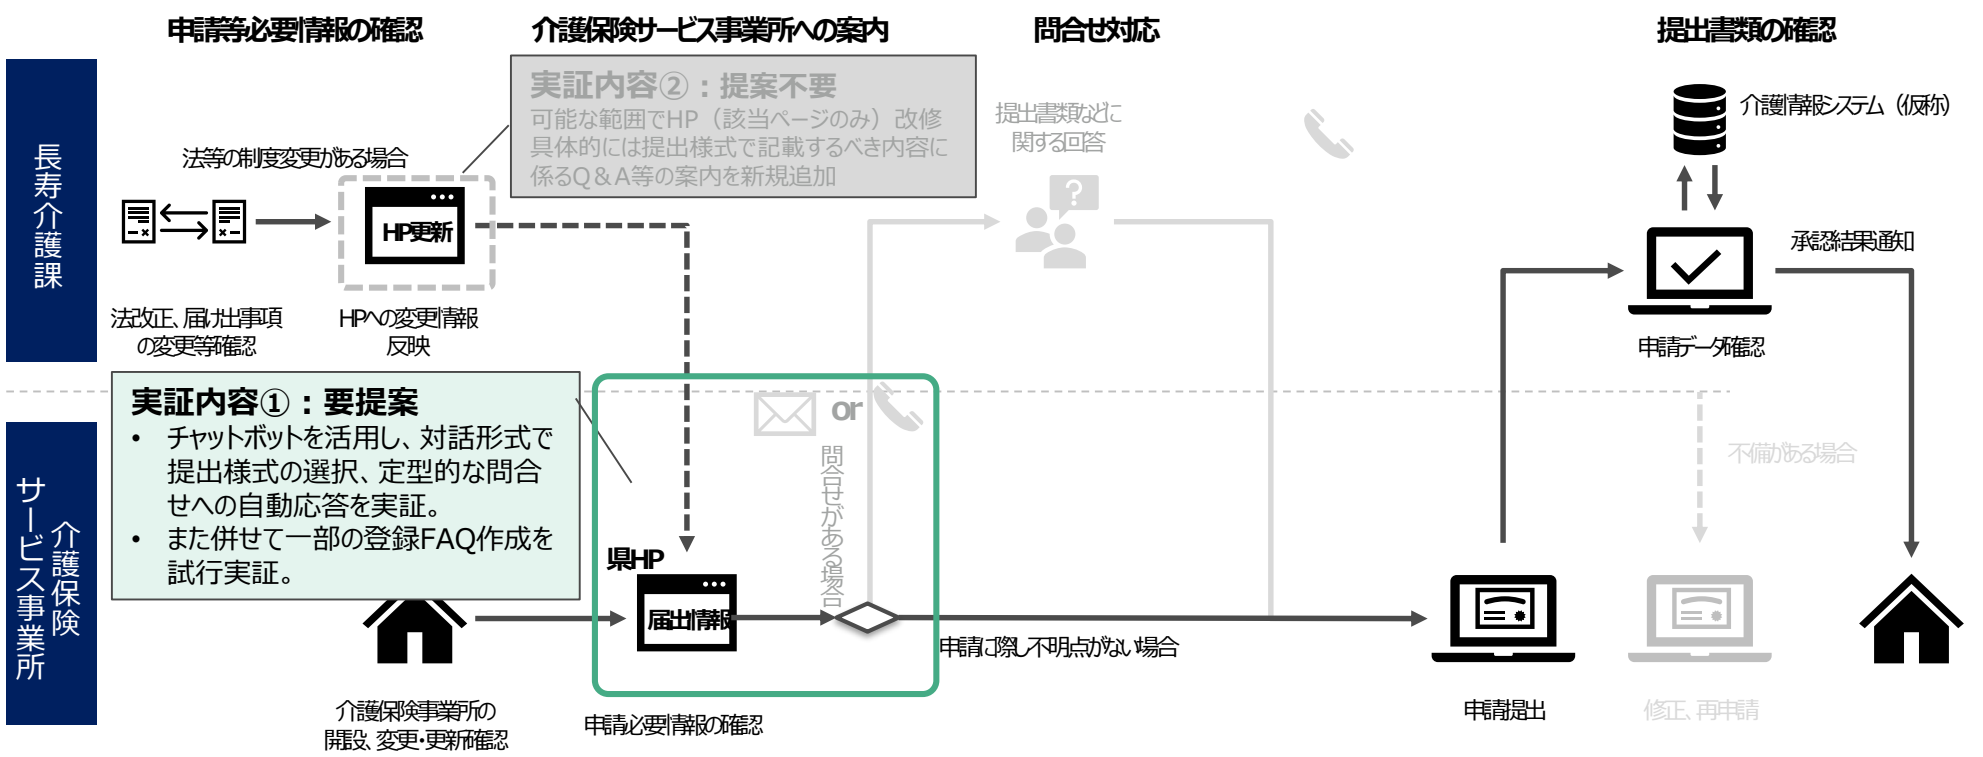 申請等必要情報の確認
介護保険サービス事業所への案内
問合せ対応
提出書類の確認
長寿介護課
法等の制度変更がある場合
HP更新
法改正、届け出事項
の変更等確認
HPへの変更情報
反映
実証内容②：提案不要
可能な範囲でHP（該当ページのみ）改修
具体的には提出様式で記載するべき内容に
係るQ＆A等の案内を新規追加
提出書類などに
関する回答
?
介護情報システム（仮称）
承認結果通知
申請データ確認
介護保険
サービス事業所
実証内容①：要提案
• チャットボットを活用し、対話形式で
提出様式の選択、定型的な問合
せへの自動応答を実証。
• また併せて一部の登録FAQ作成を
試行実証。
or
問合せがある場合
県HP
届出情報
申請に際し不明点がない場合
不備がある場合
介護保険事業所の
開設、変更・更新確認
申請必要情報の確認
申請提出
修正、再申請